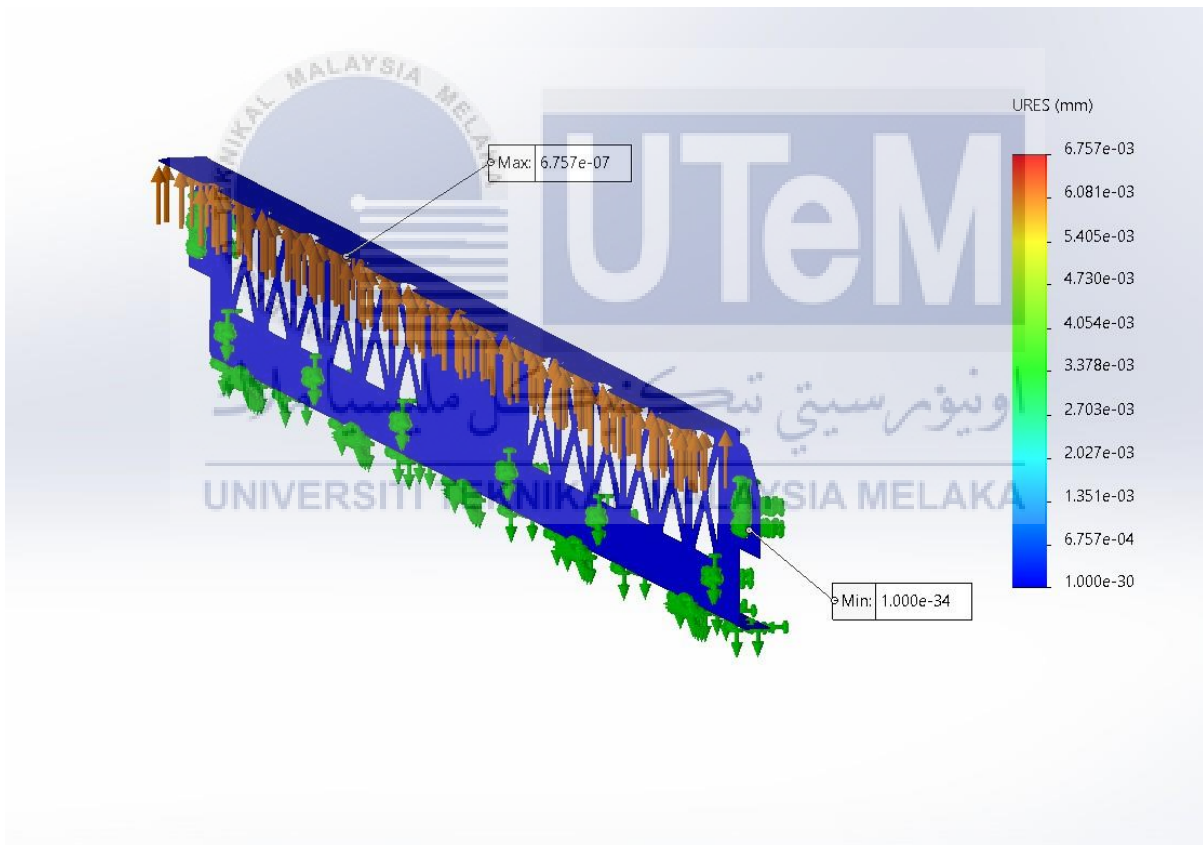 UNIKAL MALAYSIA MELAK
UTeM
URES (mm)
6.757e-03
6.081e-03
5.405e-03
4.730e-03
4.054e-03
3.378e-03
2.703e-03
2.027e-03
1.351e-03
6.757e-04
1.000e-30
Max: 6.757e-07
اونيۏرسيتي تيكنيكل مليسيا
UNIVERSITI TEKNIKAL MALAYSIA MELAKA
Min: 1.000e-34